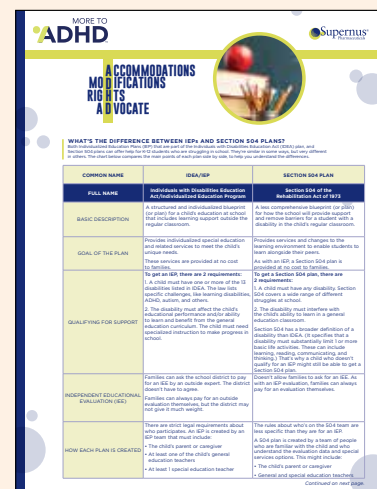 MORE TO
ADHD
Supernus
Pharmaceuticals
ACCOMMODATIONS
MODIFICATIONS
RIGHTS
ADVOCATE
WHAT'S THE DIFFERENCE BETWEEN IEPs AND SECTION 504 PLANS?
Both Individualized Education Plans (IEP) that are part of the Individuals with Disabilities Education Act (IDEA) plan, and
Section 504 plans can offer help for K-12 students who are struggling in school. They're similar in some ways, but very different
in others. The chart below compares the main points of each plan side by side, to help you understand the differences.
COMMON NAME
IDEA/IEP
SECTION 504 PLAN
FULL NAME
Individuals with Disabilities Education
Act/Individualized Education Program
Section 504 of the
Rehabilitation Act of 1973
BASIC DESCRIPTION
A structured and individualized blueprint
(or plan) for a child's education at school
that includes learning support outside the
regular classroom.
A less comprehensive blueprint (or plan)
for how the school will provide support
and remove barriers for a student with a
disability in the child's regular classroom.
GOAL OF THE PLAN
Provides individualized special education
and related services to meet the child's
unique needs.
These services are provided at no cost
to families.
Provides services and changes to the
learning environment to enable students to
learn alongside their peers.
As with an IEP, a Section 504 plan is
provided at no cost to families.
QUALIFYING FOR SUPPORT
To get an IEP, there are 2 requirements:
1. A child must have one or more of the 13
disabilities listed in IDEA. The law lists
specific challenges, like learning disabilities,
ADHD, autism, and others.
2. The disability must affect the child's
educational performance and/or ability
to learn and benefit from the general
education curriculum. The child must need
specialized instruction to make progress in
school.
To get a Section 504 plan, there are
2 requirements:
1. A child must have any disability. Section
504 covers a wide range of different
struggles at school.
2. The disability must interfere
with the child's ability to learn in a general
education classroom.
Section 504 has a broader definition of a
disability than IDEA. (It specifies that a
disability must substantially limit 1 or more
basic life activities. These can include
learning, reading, communicating, and
thinking.) That's why a child who doesn't
qualify for an IEP might still be able to get a
Section 504 plan.
INDEPENDENT EDUCATIONAL
EVALUATION (IEE)
Families can ask the school district to pay
for an IEE by an outside expert. The district
doesn't have to agree.
Families can always pay for an outside
evaluation themselves, but the district may
not give it much weight.
Doesn't allow families to ask for an IEE. As
with an IEP evaluation, families can always
pay for an evaluation themselves.
HOW EACH PLAN IS CREATED
There are strict legal requirements about
who participates. An IEP is created by an
IEP team that must include:
• The child's parent or caregiver
• At least one of the child's general
education teachers
• At least 1 special education teacher
The rules about who's on the 504 team are
less specific than they are for an IEP.
A 504 plan is created by a team of people
who are familiar with the child and who
understand the evaluation data and special
services options. This might include:
• The child's parent or caregiver
• General and special education teachers
Continued on next page